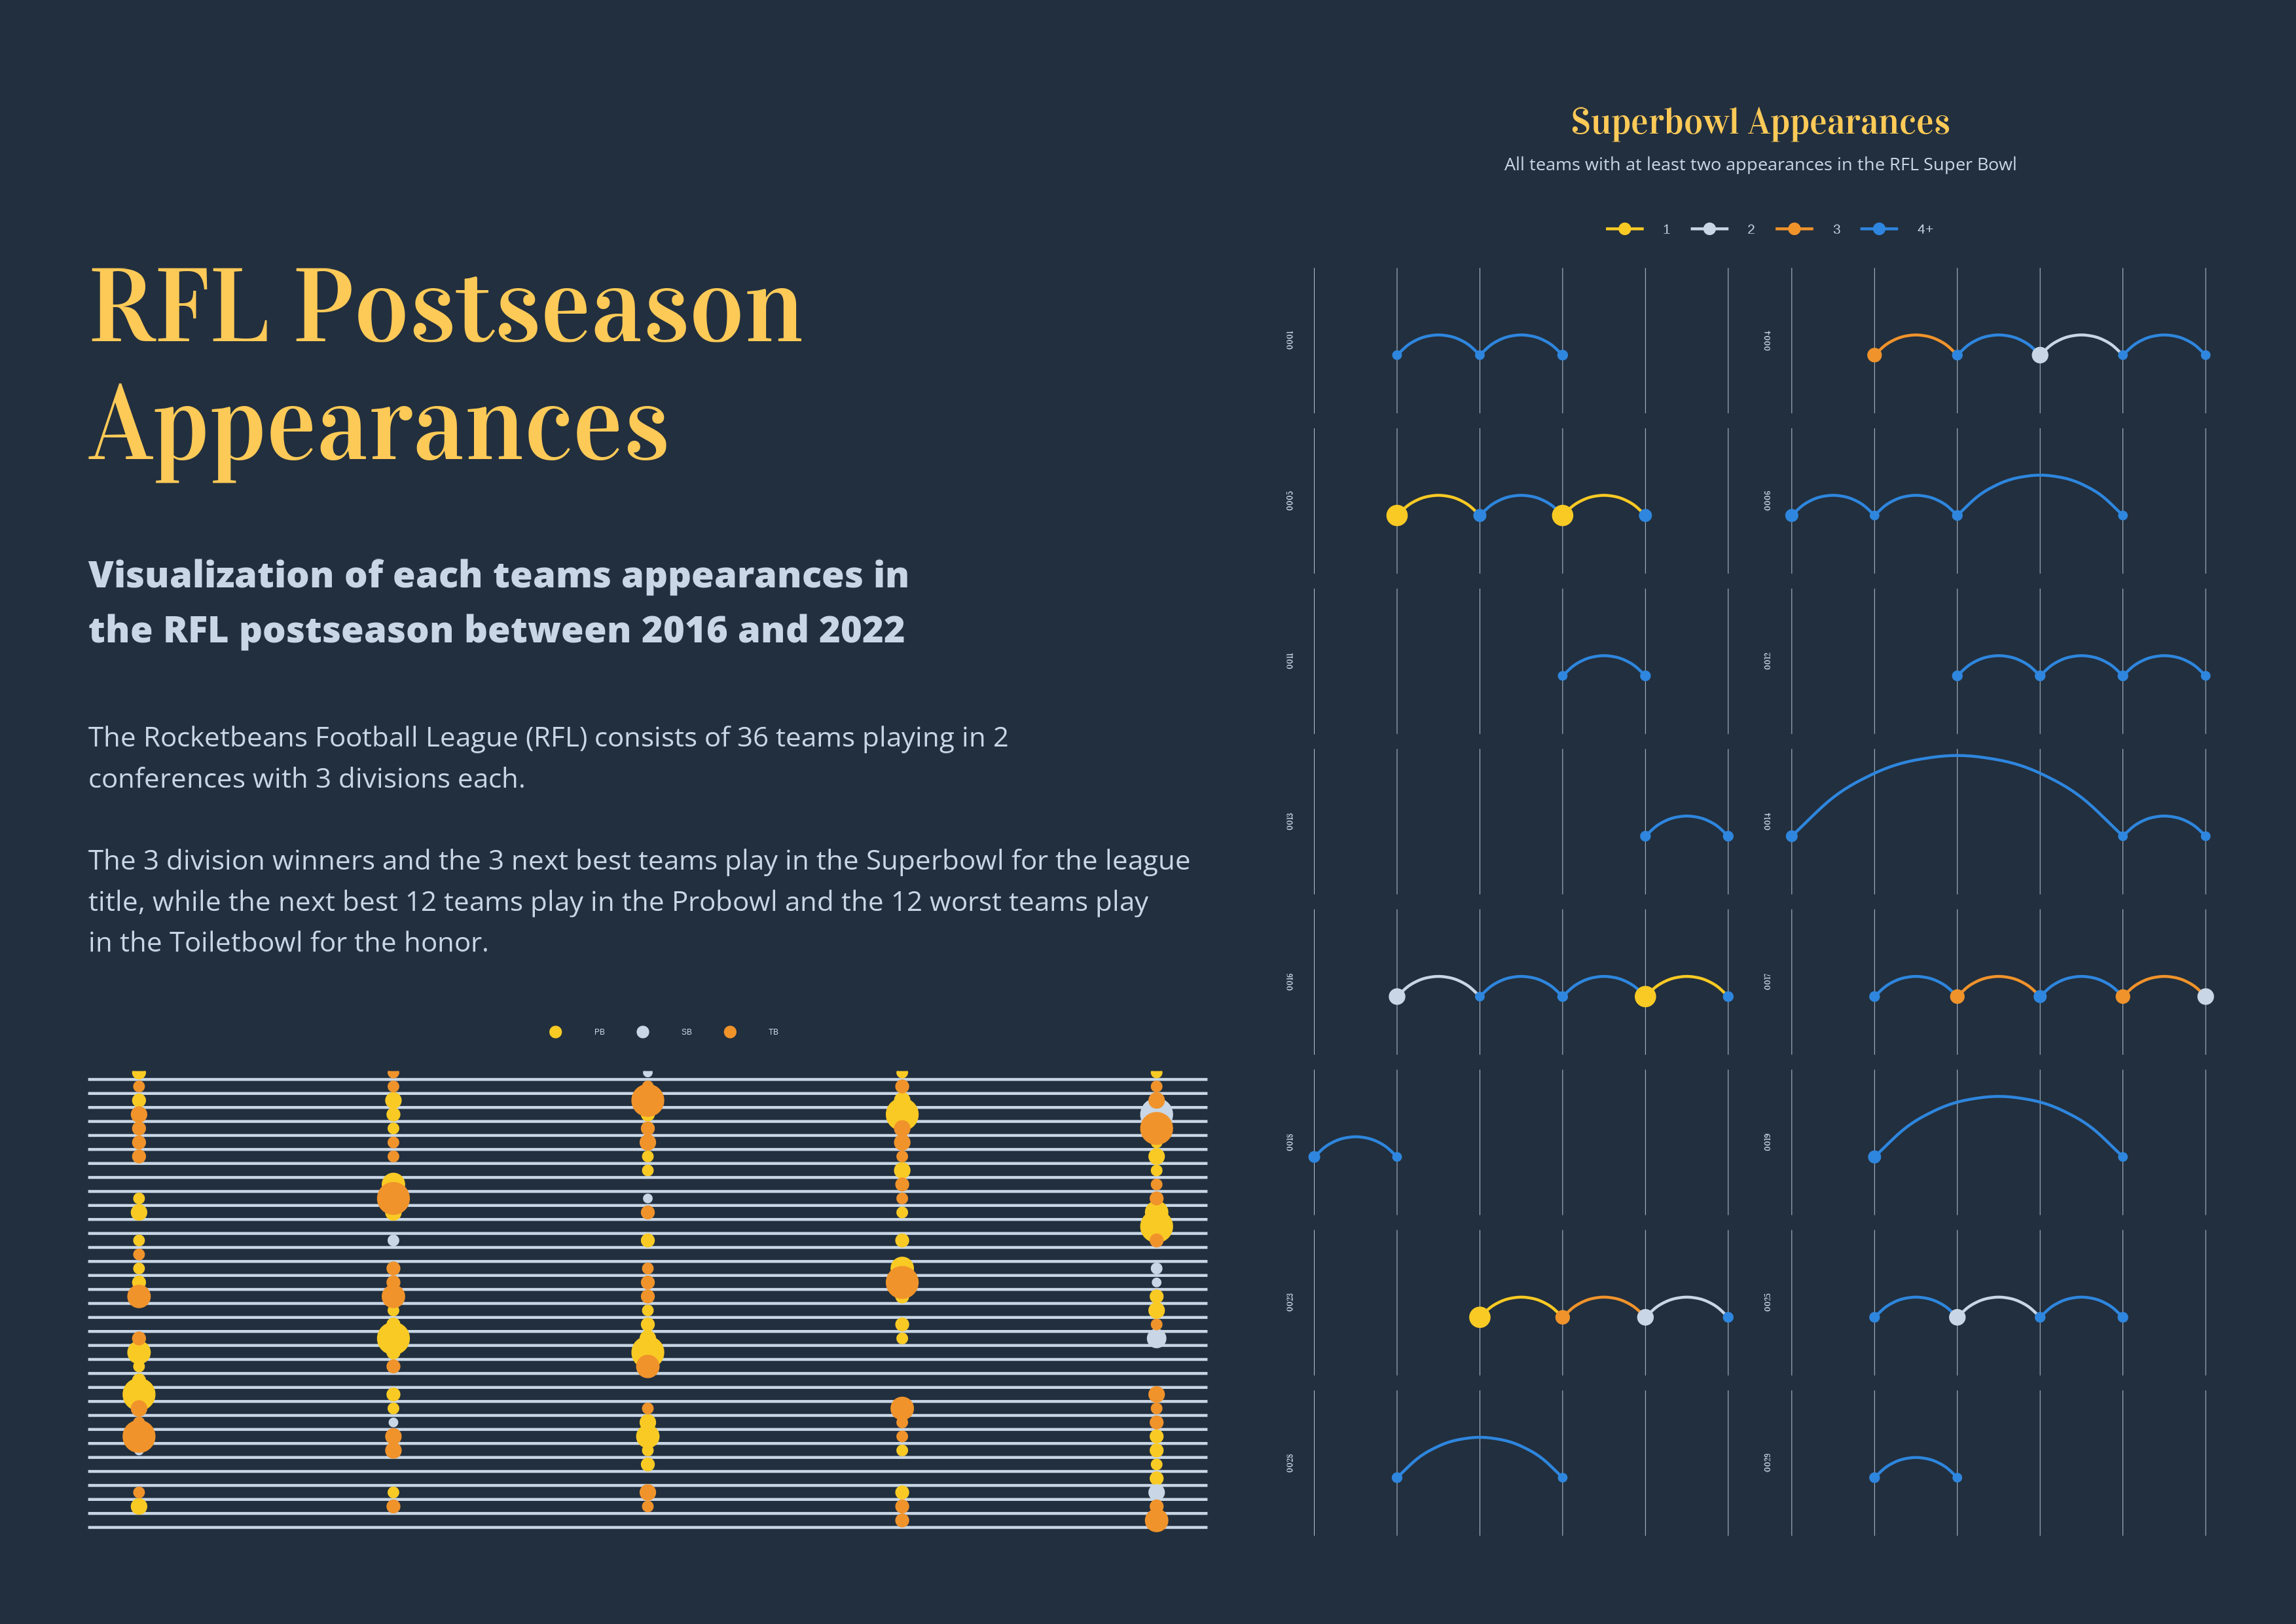 RFL Postseason
Appearances
Visualization of each teams appearances in
the RFL postseason between 2016 and 2022
The Rocketbeans Football League (RFL) consists of 36 teams playing in 2
conferences with 3 divisions each.
The 3 division winners and the 3 next best teams play in the Superbowl for the league
title, while the next best 12 teams play in the Probowl and the 12 worst teams play
in the Toiletbowl for the honor.
PB SB TB
Superbowl Appearances
All teams with at least two appearances in the RFL Super Bowl
1 2 3 4+
0001
0004
0005
0006
0011
0012
0013
0014
0016
0017
0018
0019
0023
0025
0028
0029